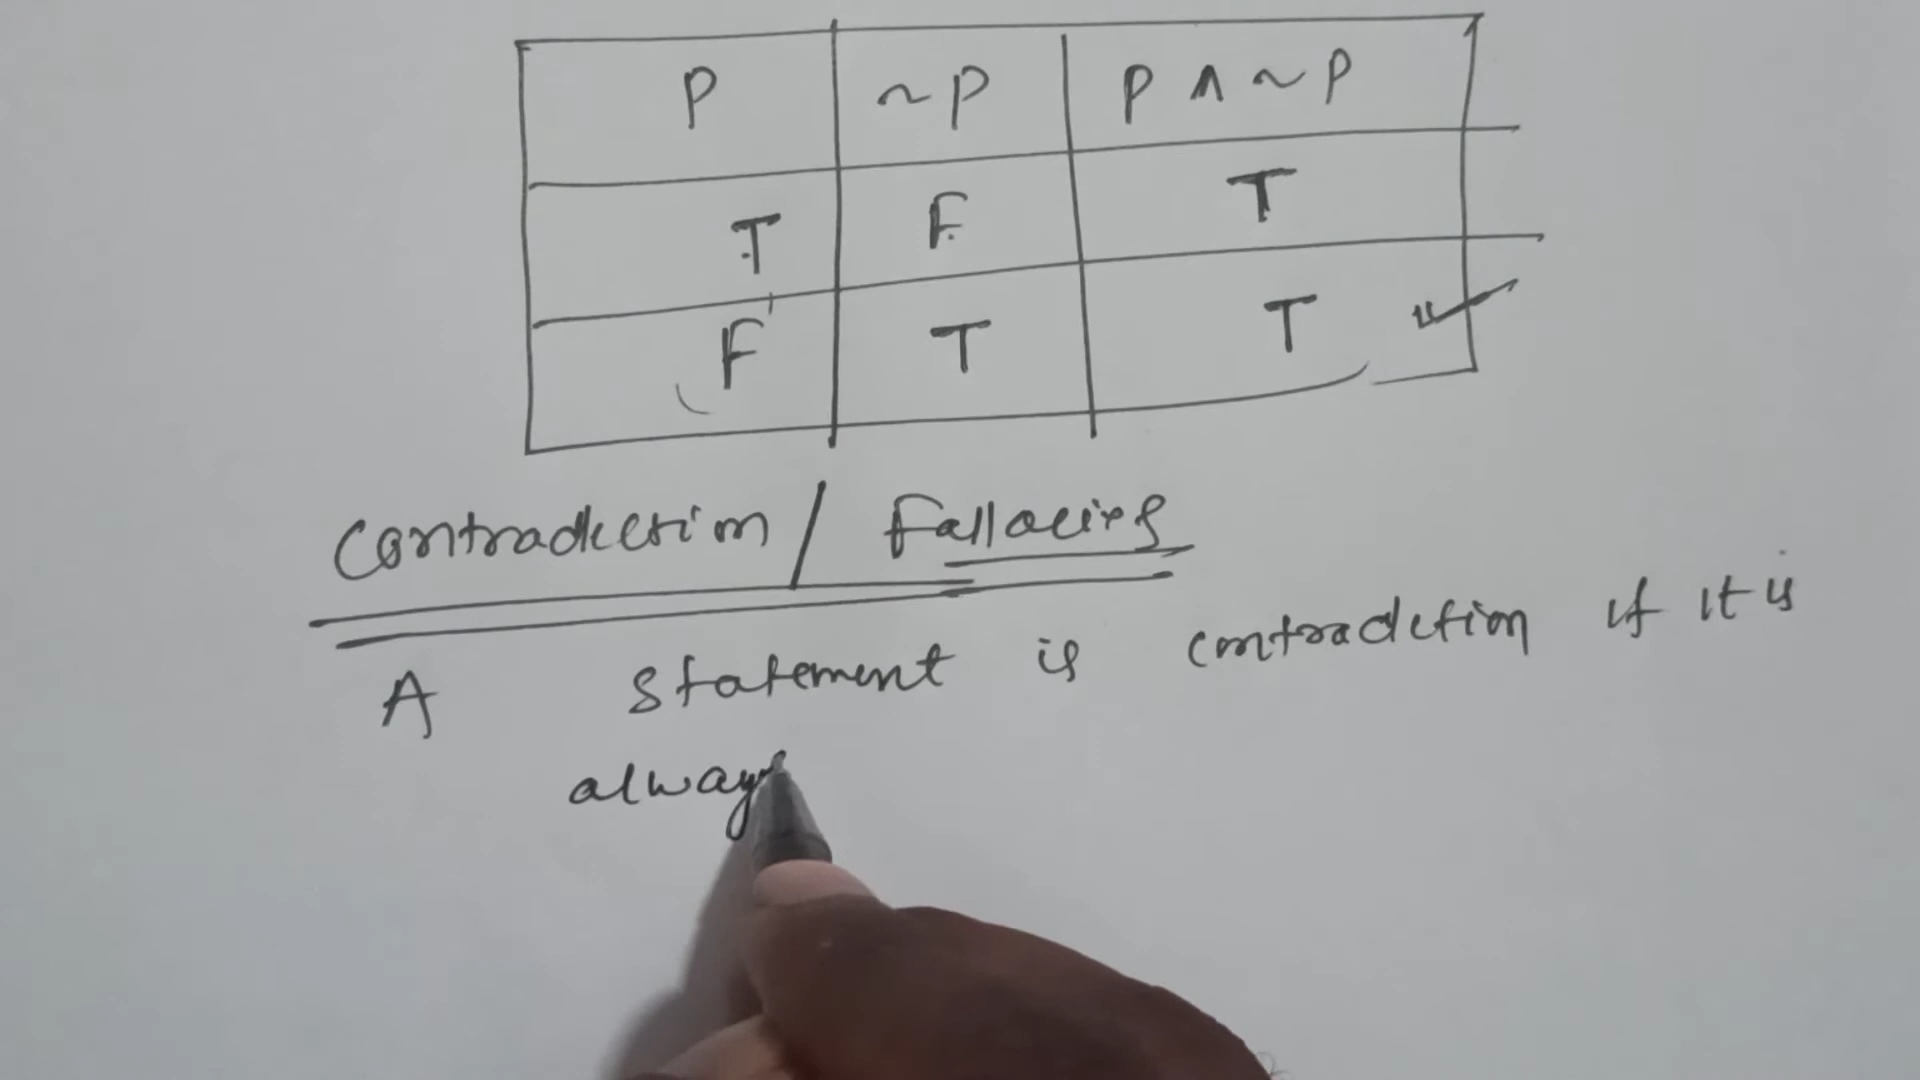 P ~P P ∧ ~P
T F T
F T T
Contradiction / Fallacies
A statement is contradiction if it is
always